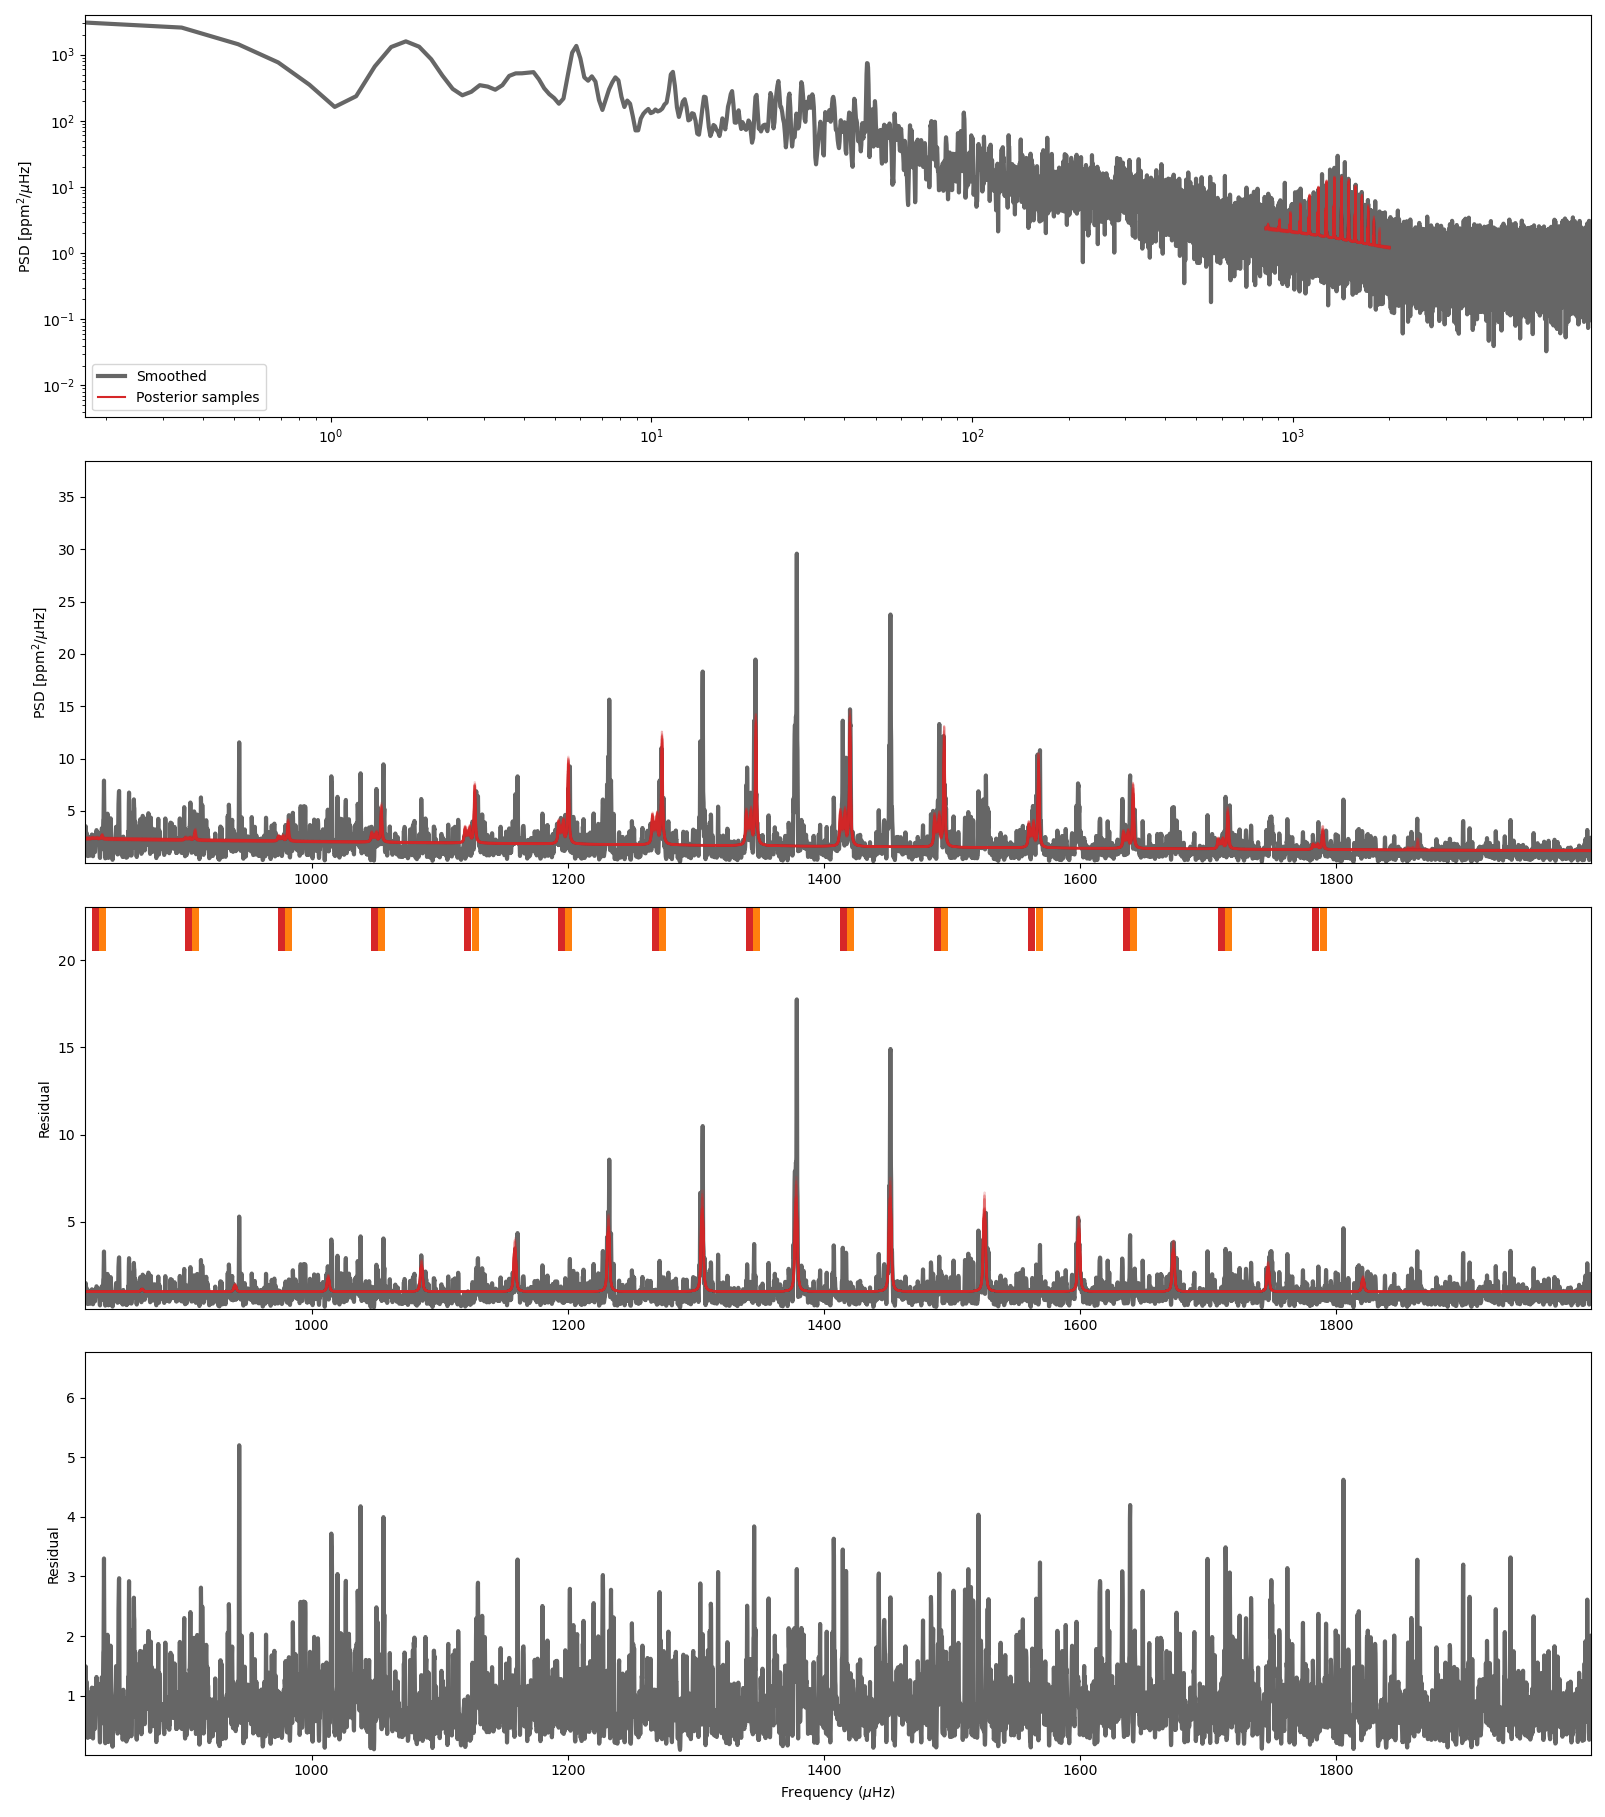 10³
10²
10¹
10⁰
10⁻¹
10⁻²
PSD [ppm²/μHz]
Smoothed
Posterior samples
10⁰ 10¹ 10² 10³
35
30
25
20
15
10
5
PSD [ppm²/μHz]
1000 1200 1400 1600 1800
20
15
10
5
Residual
1000 1200 1400 1600 1800
6
5
4
3
2
1
Residual
1000 1200 1400 1600 1800
Frequency (μHz)